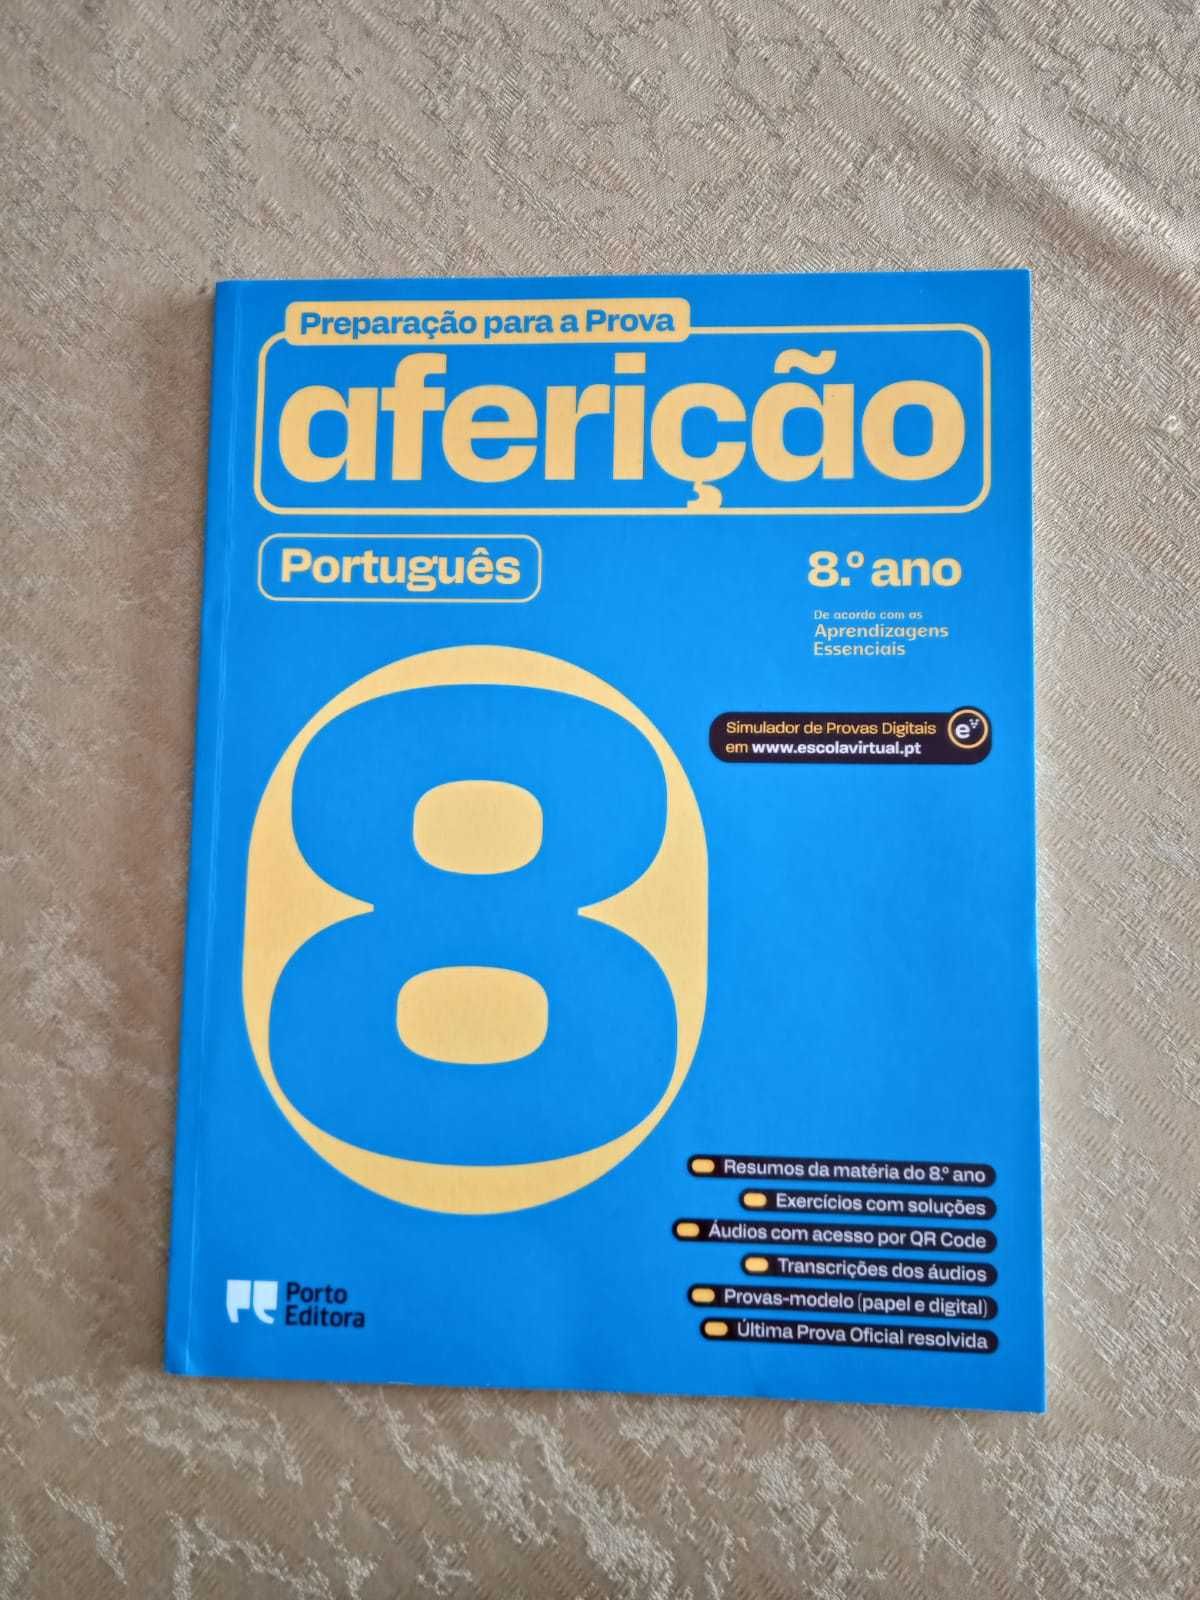 Preparação para a Prova
aferição
Português
8.º ano
De acordo com as
Aprendizagens
Essenciais
Simulador de Provas Digitais
em www.escolavirtual.pt
e
8
Resumos da matéria do 8.º ano
Exercícios com soluções
Áudios com acesso por QR Code
Transcrições dos áudios
Provas-modelo (papel e digital)
Última Prova Oficial resolvida
Porto
Editora